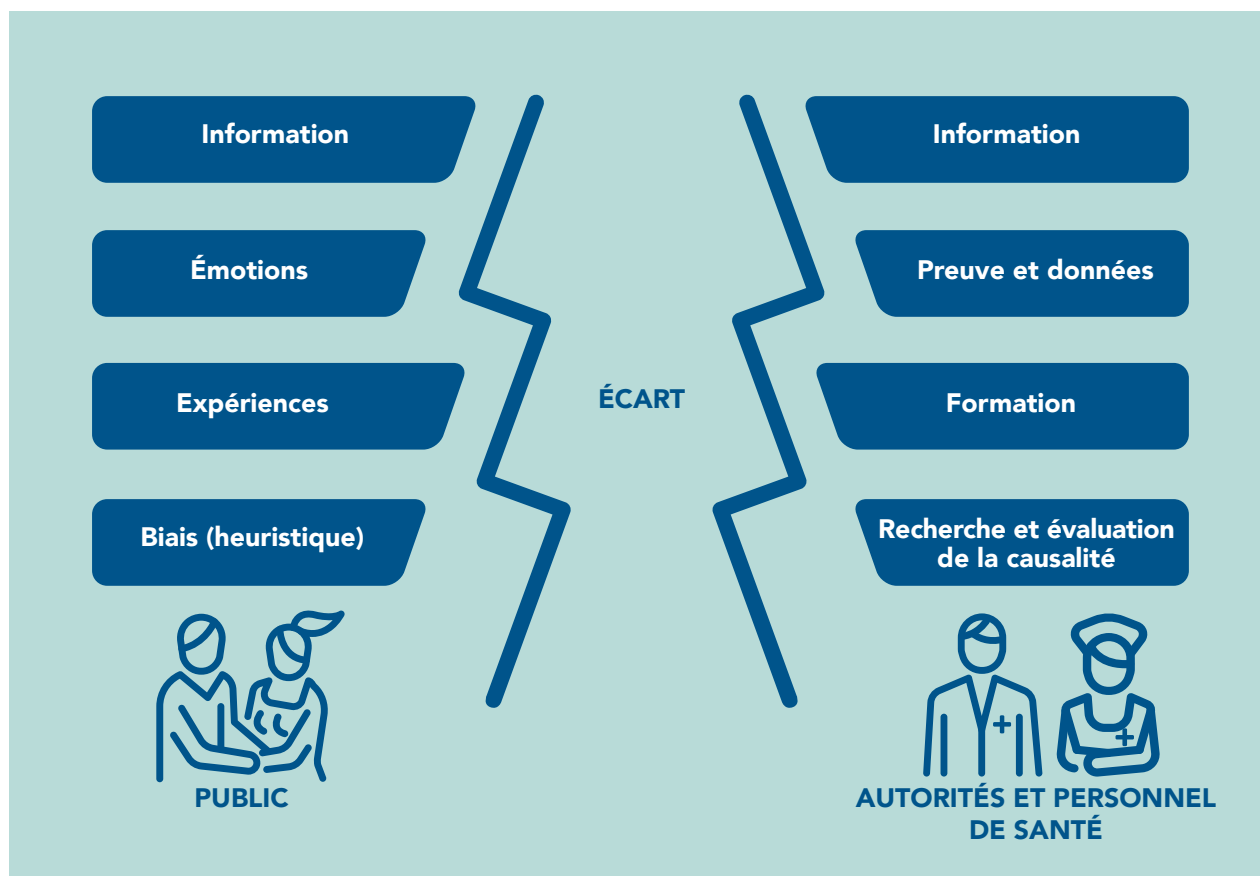 Information
Émotions
Expériences
Biais (heuristique)
PUBLIC
ÉCART
Information
Preuve et données
Formation
Recherche et évaluation
de la causalité
AUTORITÉS ET PERSONNEL
DE SANTÉ